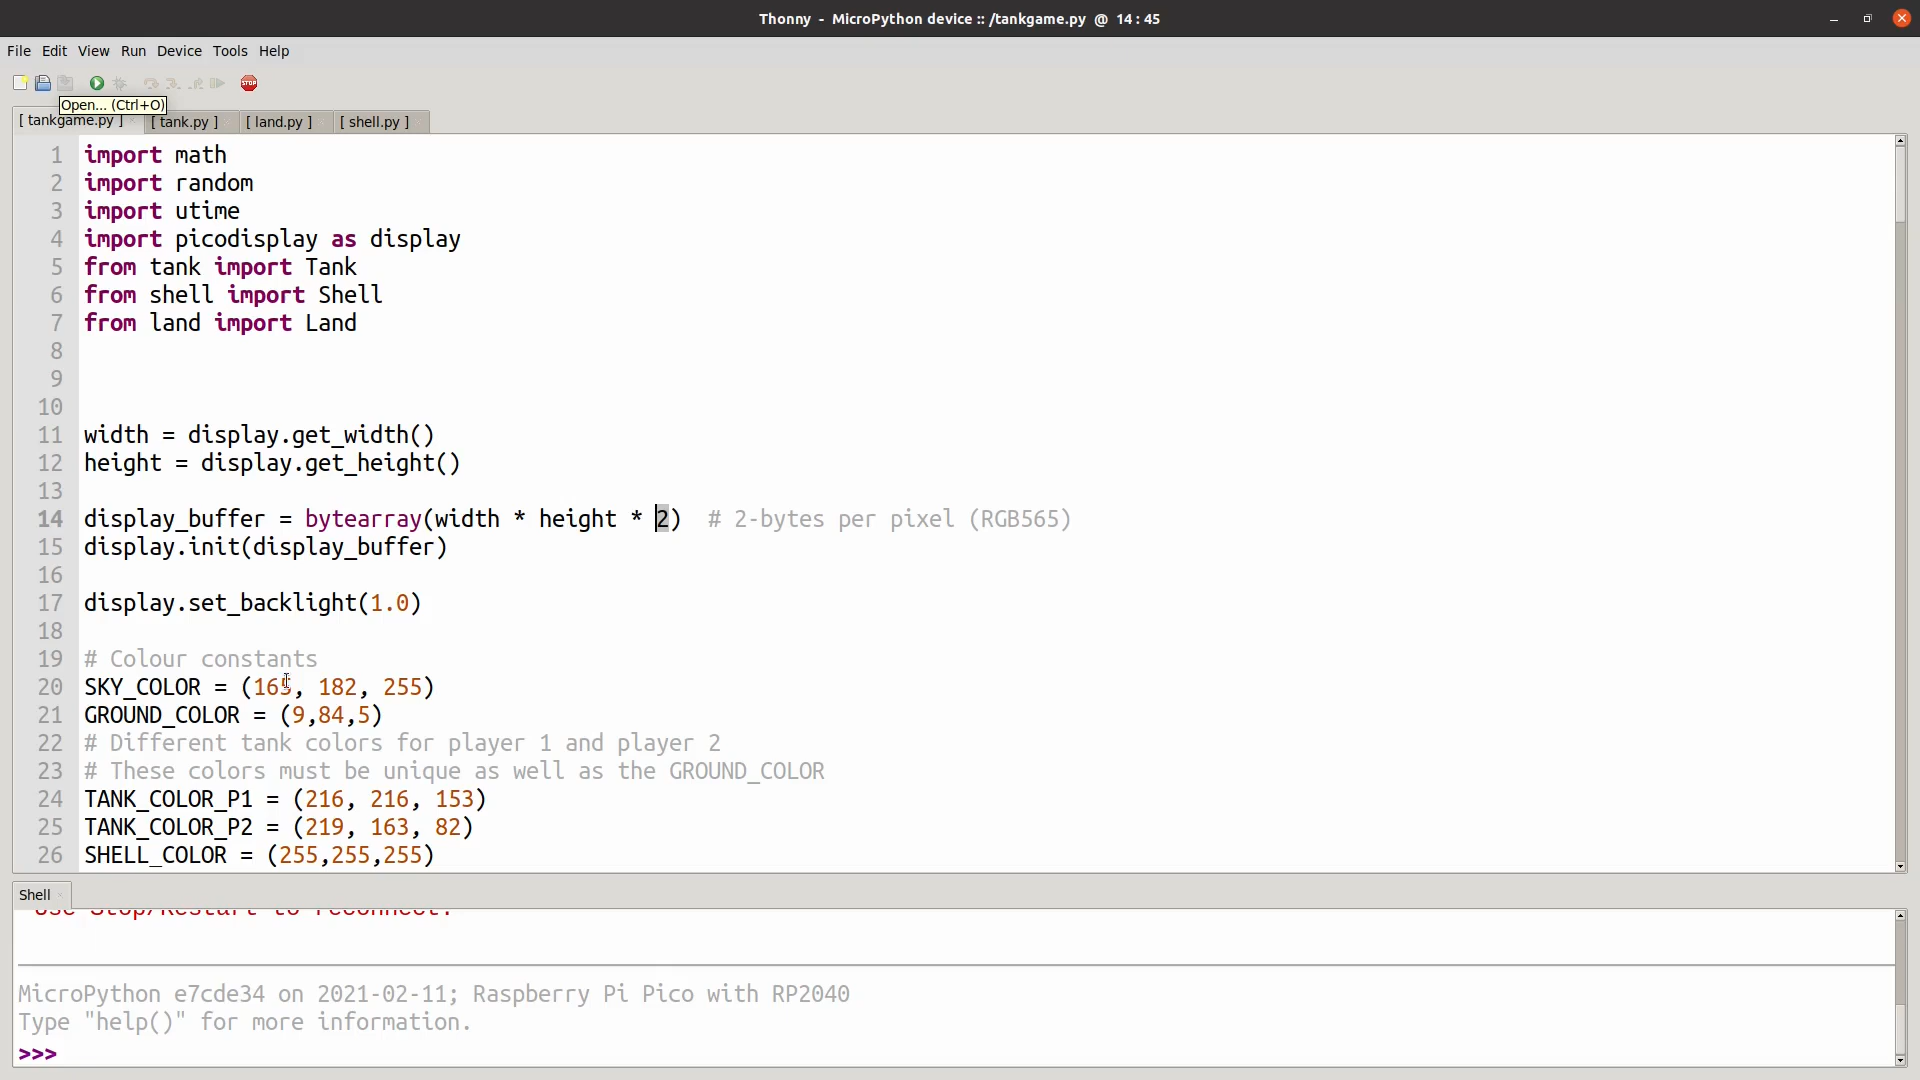 Thonny - MicroPython device :: /tankgame.py @ 14 : 45
File Edit View Run Device Tools Help
STOP
Open... (Ctrl+O)
[ tankgame.py ] [ tank.py ] [ land.py ] [ shell.py ]
1 import math
2 import random
3 import utime
4 import picodisplay as display
5 from tank import Tank
6 from shell import Shell
7 from land import Land
8
9
10
11 width = display.get_width()
12 height = display.get_height()
13
14 display_buffer = bytearray(width * height * 2)  # 2-bytes per pixel (RGB565)
15 display.init(display_buffer)
16
17 display.set_backlight(1.0)
18
19 # Colour constants
20 SKY_COLOR = (165, 182, 255)
21 GROUND_COLOR = (9,84,5)
22 # Different tank colors for player 1 and player 2
23 # These colors must be unique as well as the GROUND_COLOR
24 TANK_COLOR_P1 = (216, 216, 153)
25 TANK_COLOR_P2 = (219, 163, 82)
26 SHELL_COLOR = (255,255,255)
Shell
Use Stop/Restart to reconnect.
MicroPython e7cde34 on 2021-02-11; Raspberry Pi Pico with RP2040
Type "help()" for more information.
>>>